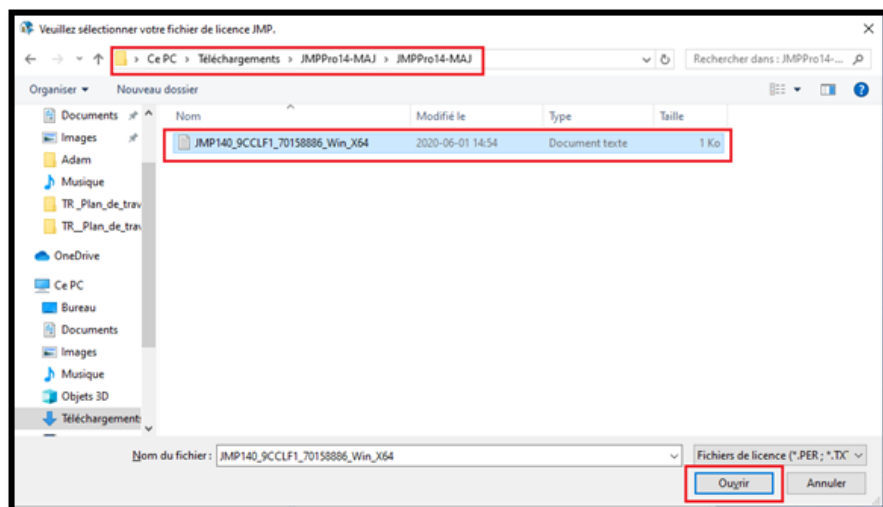 Veuillez sélectionner votre fichier de licence JMP.
Ce PC > Téléchargements > JMPPro14-MAJ > JMPPro14-MAJ
Rechercher dans : JMPPro14-...
Organiser
Nouveau dossier
Nom
Modifié le
Type
Taille
JMP140_9CCLF1_70158886_Win_X64
2020-06-01 14:54
Document texte
1 Ko
Documents
Images
Adam
Musique
TR_Plan_de_trav
TR__Plan_de_trav
OneDrive
Ce PC
Bureau
Documents
Images
Musique
Objets 3D
Téléchargement
Nom du fichier :
JMP140_9CCLF1_70158886_Win_X64
Fichiers de licence (*.PER ; *.TX
Ouvrir
Annuler